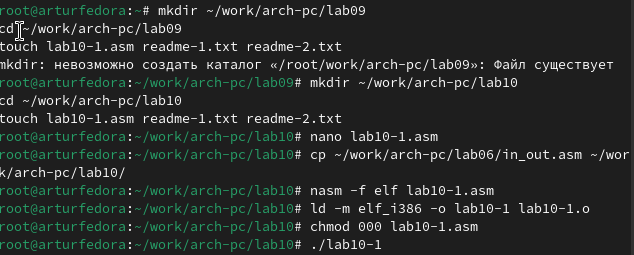 root@arturfedora:~# mkdir ~/work/arch-pc/lab09
cd ~/work/arch-pc/lab09
touch lab10-1.asm readme-1.txt readme-2.txt
mkdir: невозможно создать каталог «/root/work/arch-pc/lab09»: Файл существует
root@arturfedora:~/work/arch-pc/lab09# mkdir ~/work/arch-pc/lab10
cd ~/work/arch-pc/lab10
touch lab10-1.asm readme-1.txt readme-2.txt
root@arturfedora:~/work/arch-pc/lab10# nano lab10-1.asm
root@arturfedora:~/work/arch-pc/lab10# cp ~/work/arch-pc/lab06/in_out.asm ~/wor
k/arch-pc/lab10/
root@arturfedora:~/work/arch-pc/lab10# nasm -f elf lab10-1.asm
root@arturfedora:~/work/arch-pc/lab10# ld -m elf_i386 -o lab10-1 lab10-1.o
root@arturfedora:~/work/arch-pc/lab10# chmod 000 lab10-1.asm
root@arturfedora:~/work/arch-pc/lab10# ./lab10-1